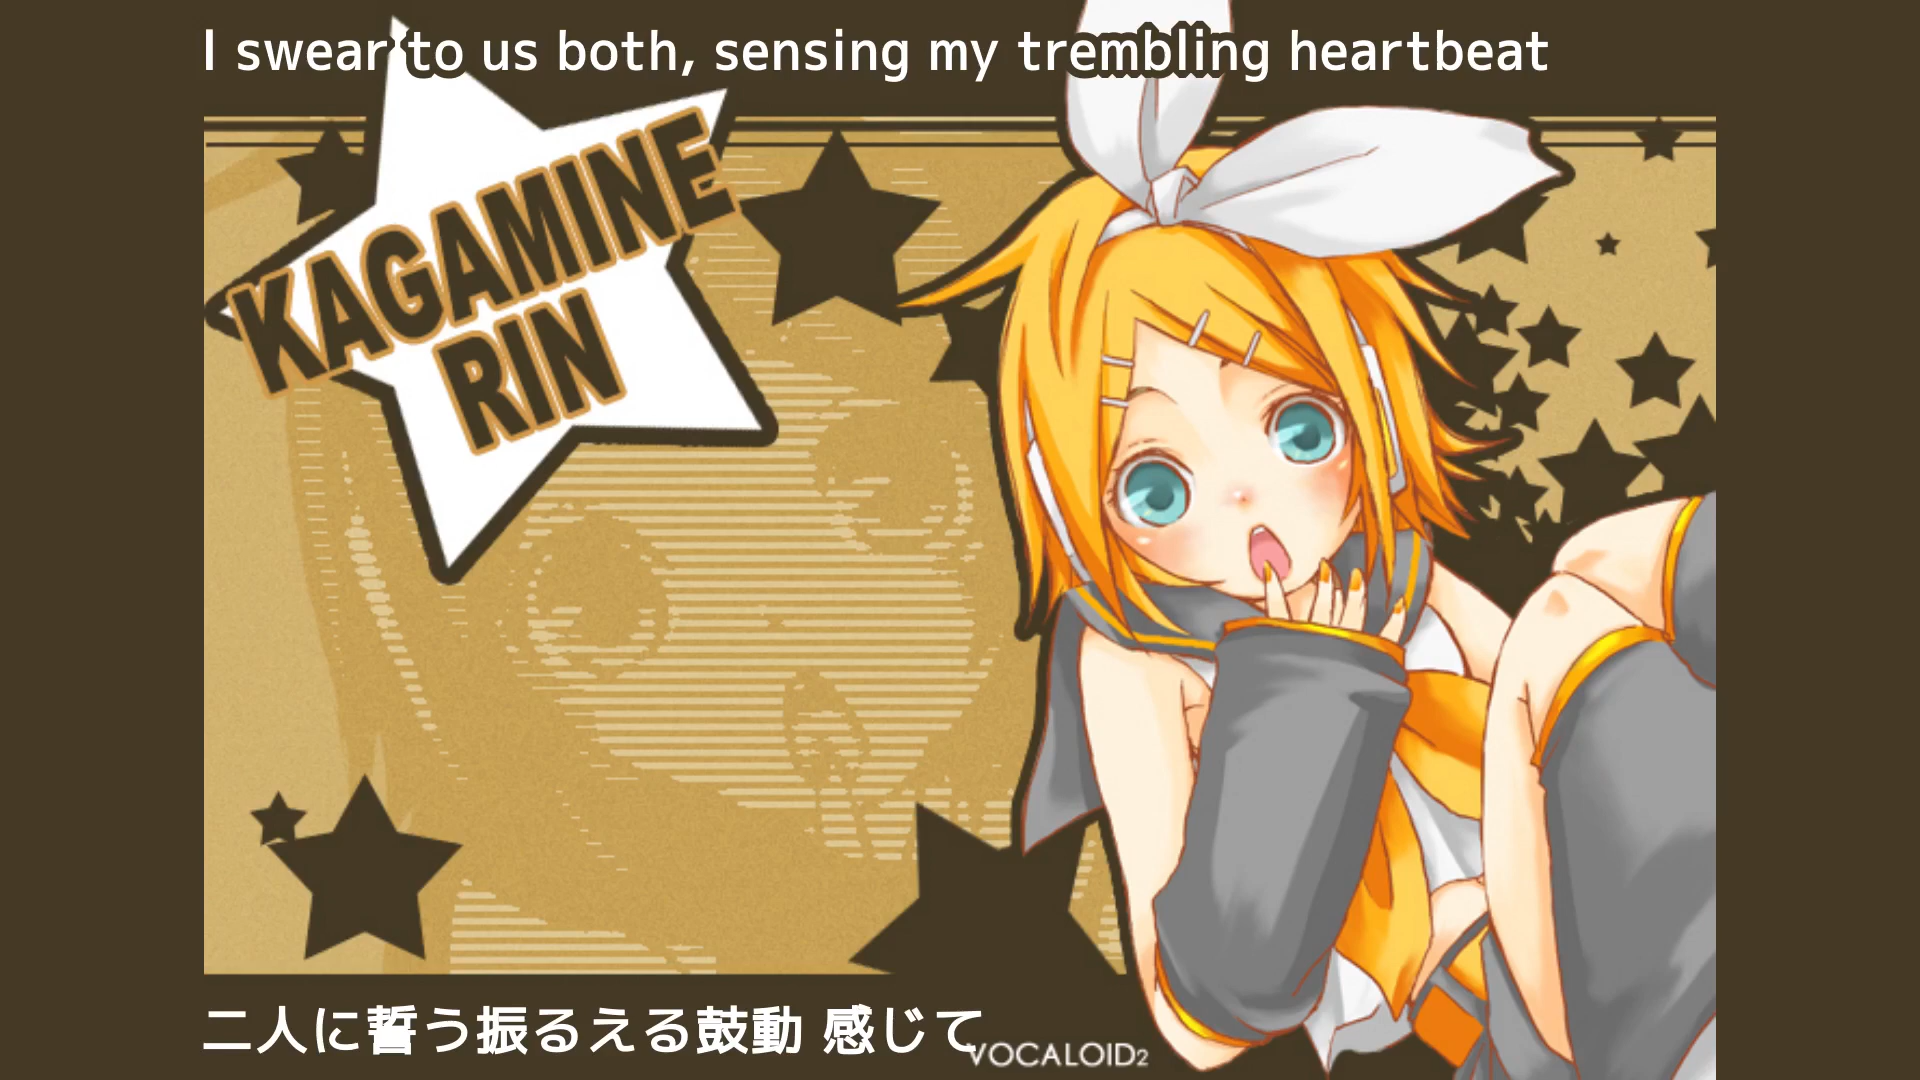 I swear to us both, sensing my trembling heartbeat
KAGAMINE
RIN
二人に誓う振るえる鼓動 感じて
VOCALOID2